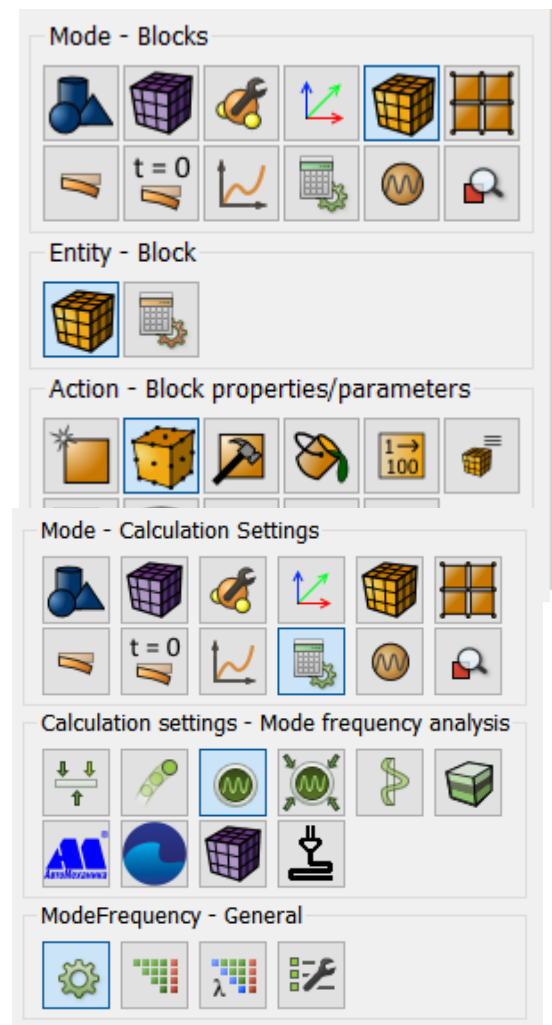 Mode - Blocks
t = 0
Entity - Block
Action - Block properties/parameters
1→
100
Mode - Calculation Settings
t = 0
Calculation settings - Mode frequency analysis
АвтоМеханика
ModeFrequency - General
λ